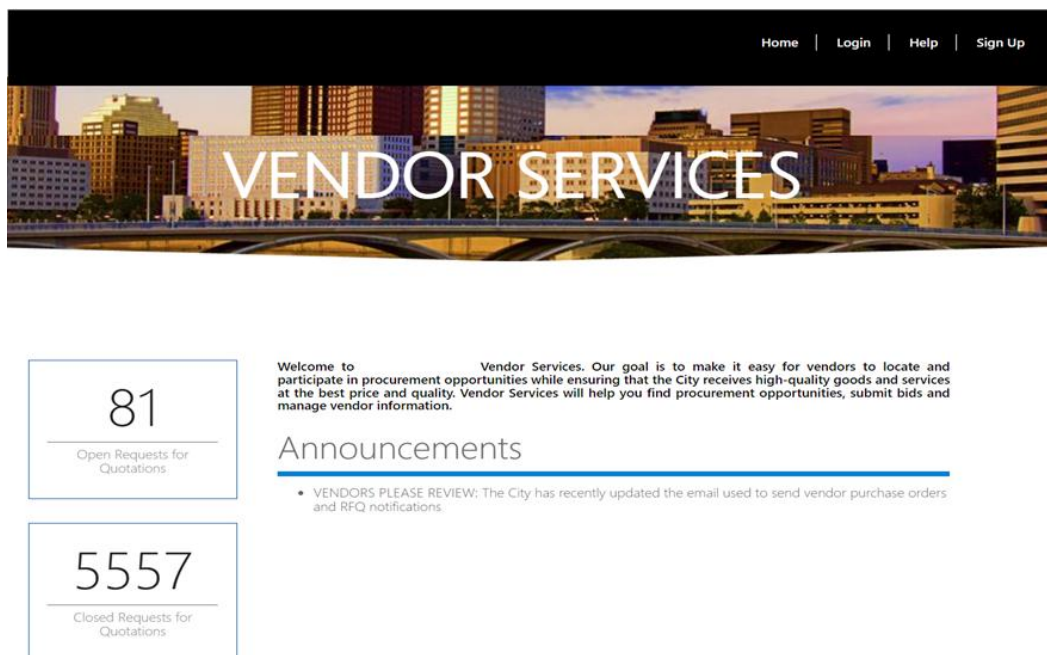 Home | Login | Help | Sign Up
VENDOR SERVICES
81
Open Requests for
Quotations
5557
Closed Requests for
Quotations
Welcome to Vendor Services. Our goal is to make it easy for vendors to locate and
participate in procurement opportunities while ensuring that the City receives high-quality goods and services
at the best price and quality. Vendor Services will help you find procurement opportunities, submit bids and
manage vendor information.
Announcements
• VENDORS PLEASE REVIEW: The City has recently updated the email used to send vendor purchase orders
and RFQ notifications